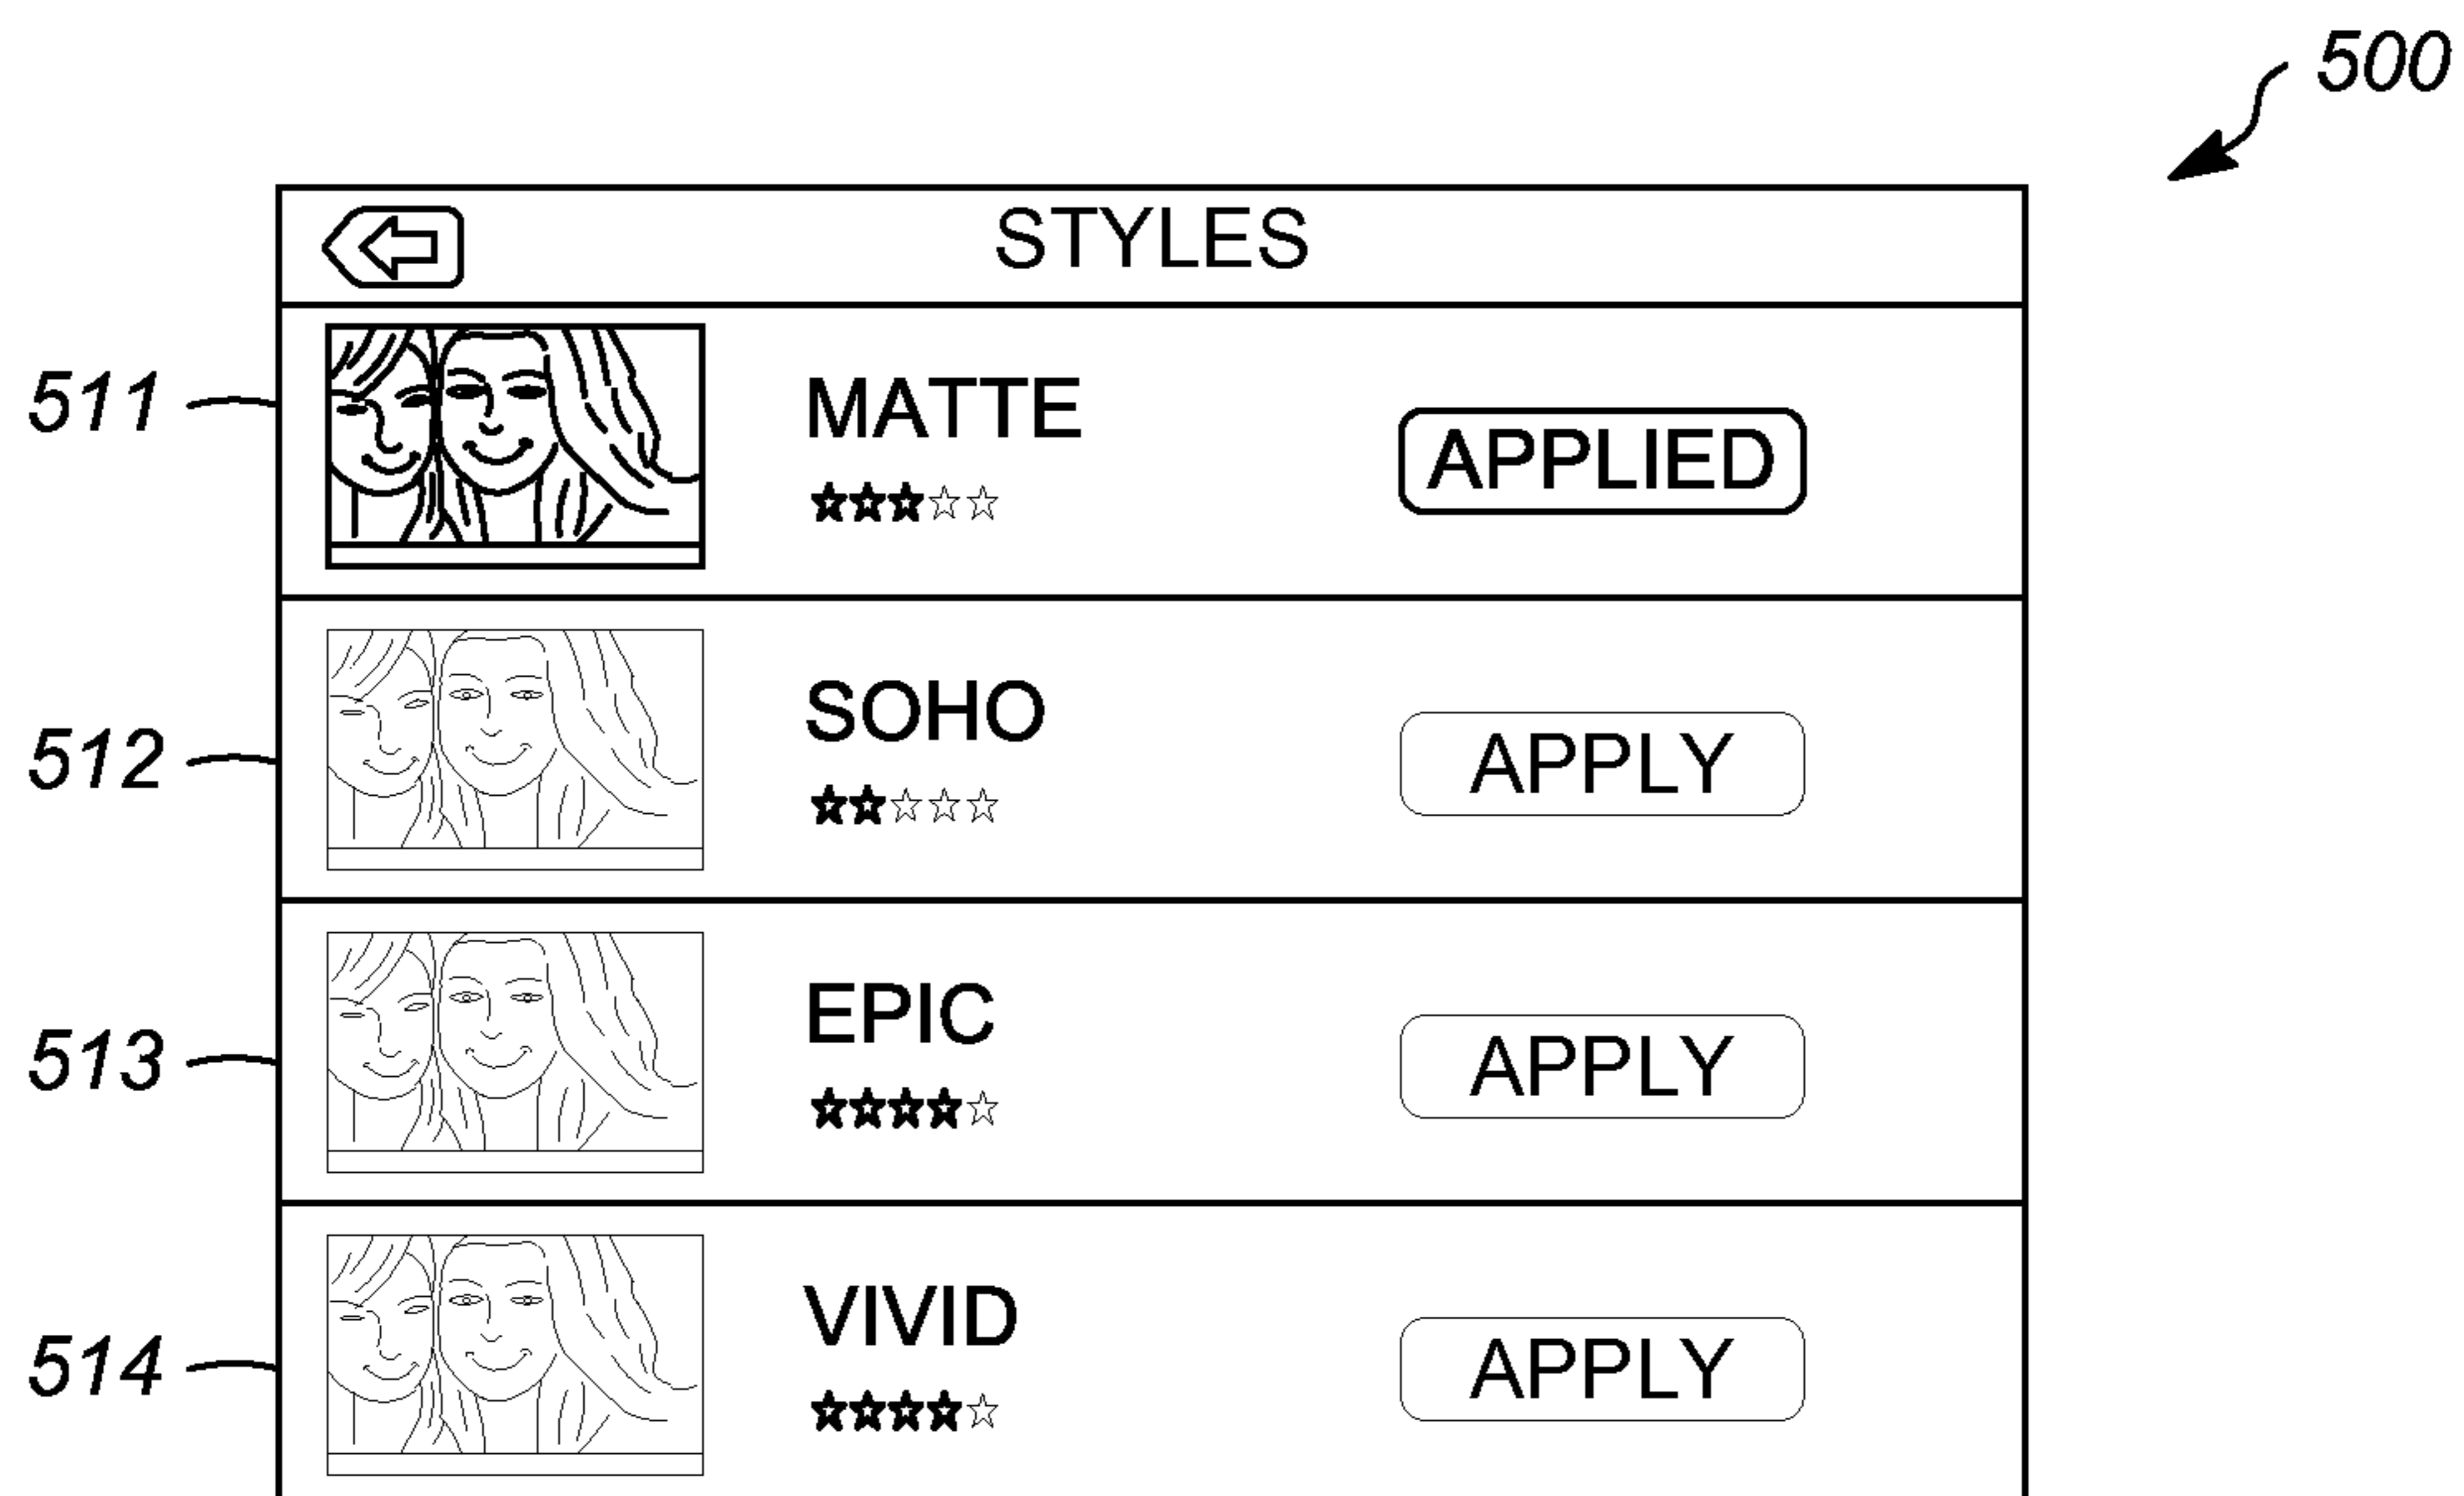 500
STYLES
511
MATTE
APPLIED
512
SOHO
APPLY
513
EPIC
APPLY
514
VIVID
APPLY